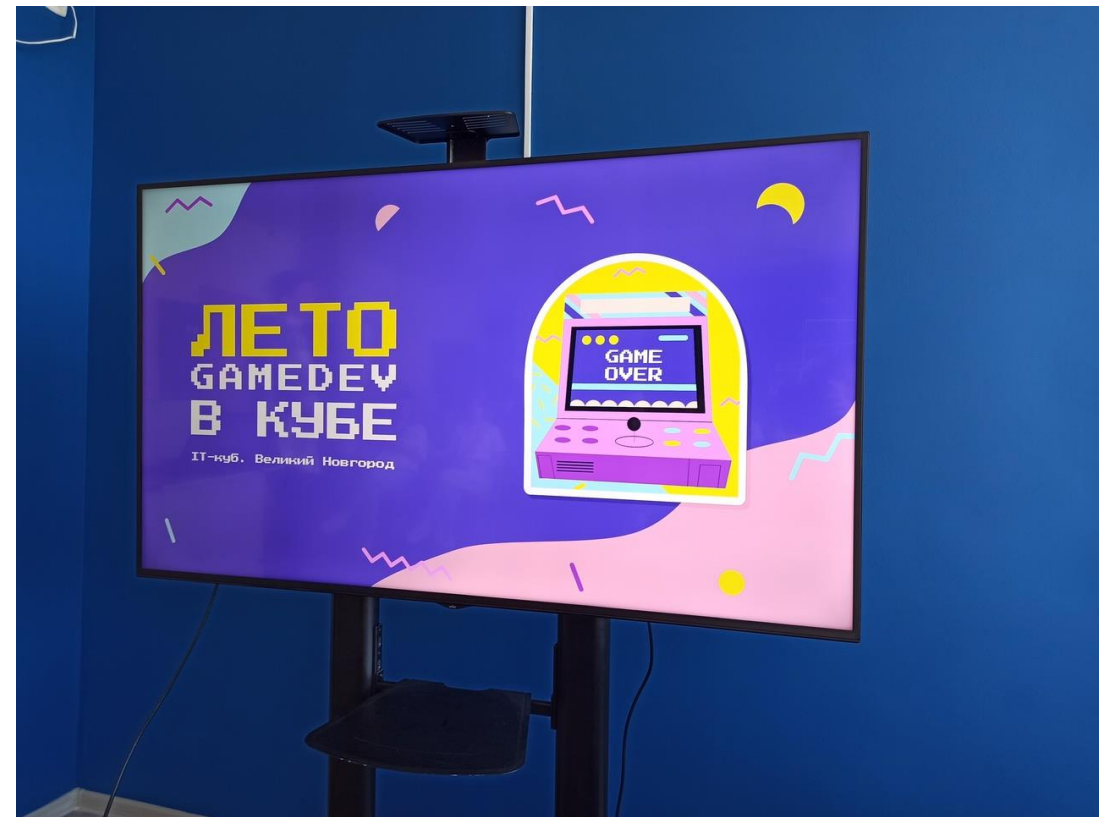 ЛЕТО
GAMEDEV
В КУБЕ
IT-куб. Великий Новгород
GAME
OVER